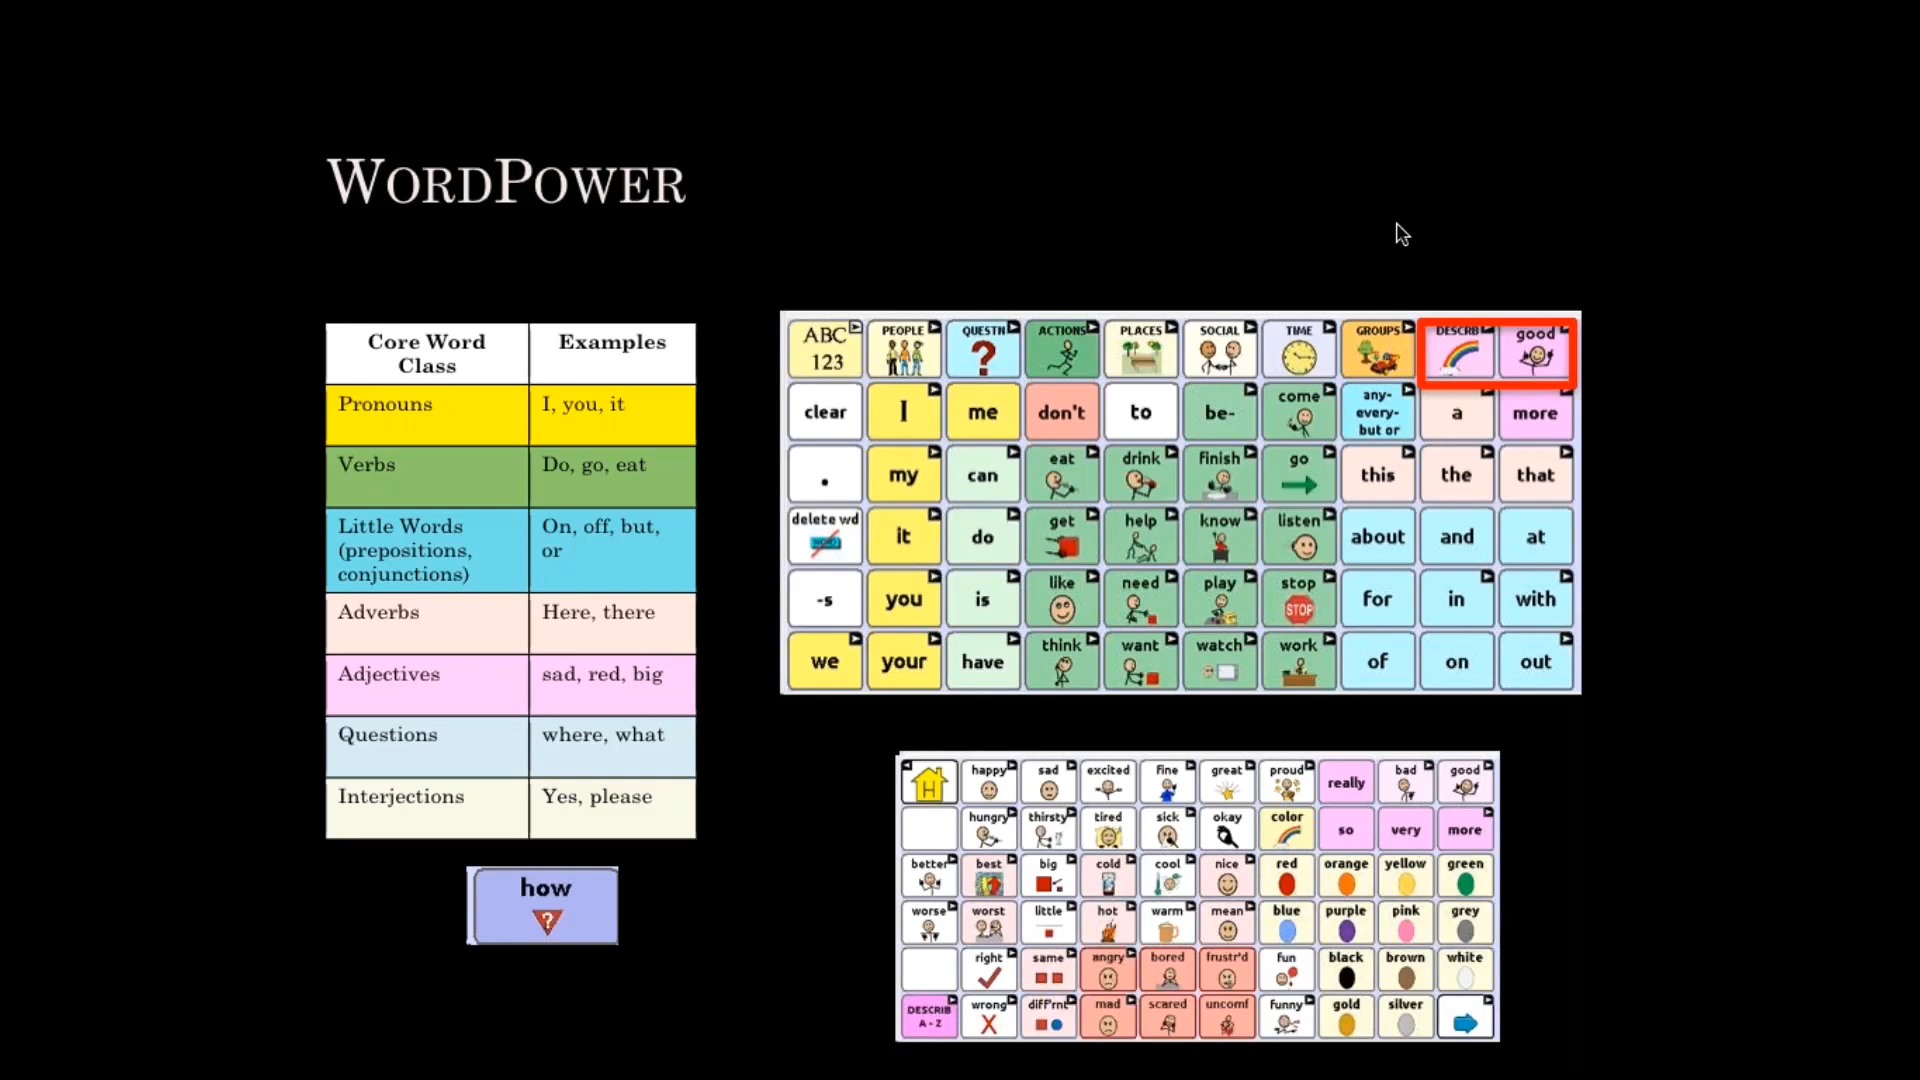 WORDPOWER
Core Word Class Examples
Pronouns I, you, it
Verbs Do, go, eat
Little Words (prepositions, conjunctions) On, off, but, or
Adverbs Here, there
Adjectives sad, red, big
Questions where, what
Interjections Yes, please
how
?
ABC 123 PEOPLE QUESTN ACTIONS PLACES SOCIAL TIME GROUPS DESCRB good
clear I me don't to be- come any- every- but or a more
. my can eat drink finish go this the that
delete wd WORD it do get help know listen about and at
-s you is like need play stop STOP for in with
we your have think want watch work of on out
H happy sad excited fine great proud really bad good
hungry thirsty tired sick okay color so very more
better best big cold cool nice red orange yellow green
worse worst little hot warm mean blue purple pink grey
right same angry bored frustr'd fun black brown white
DESCRIB A - Z wrong diff'rnt mad scared uncomf funny gold silver